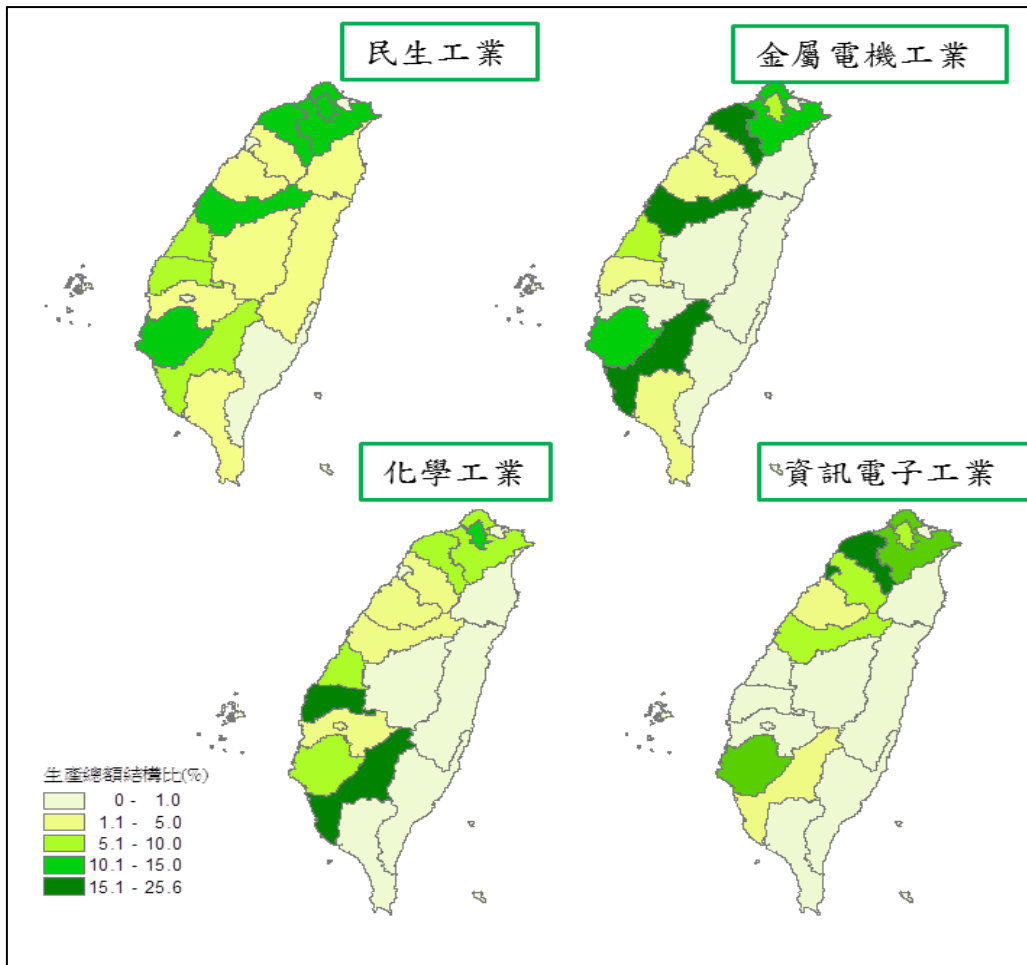 民生工業
金屬電機工業
化學工業
資訊電子工業
生產總額結構比(%)
0 - 1.0
1.1 - 5.0
5.1 - 10.0
10.1 - 15.0
15.1 - 25.6